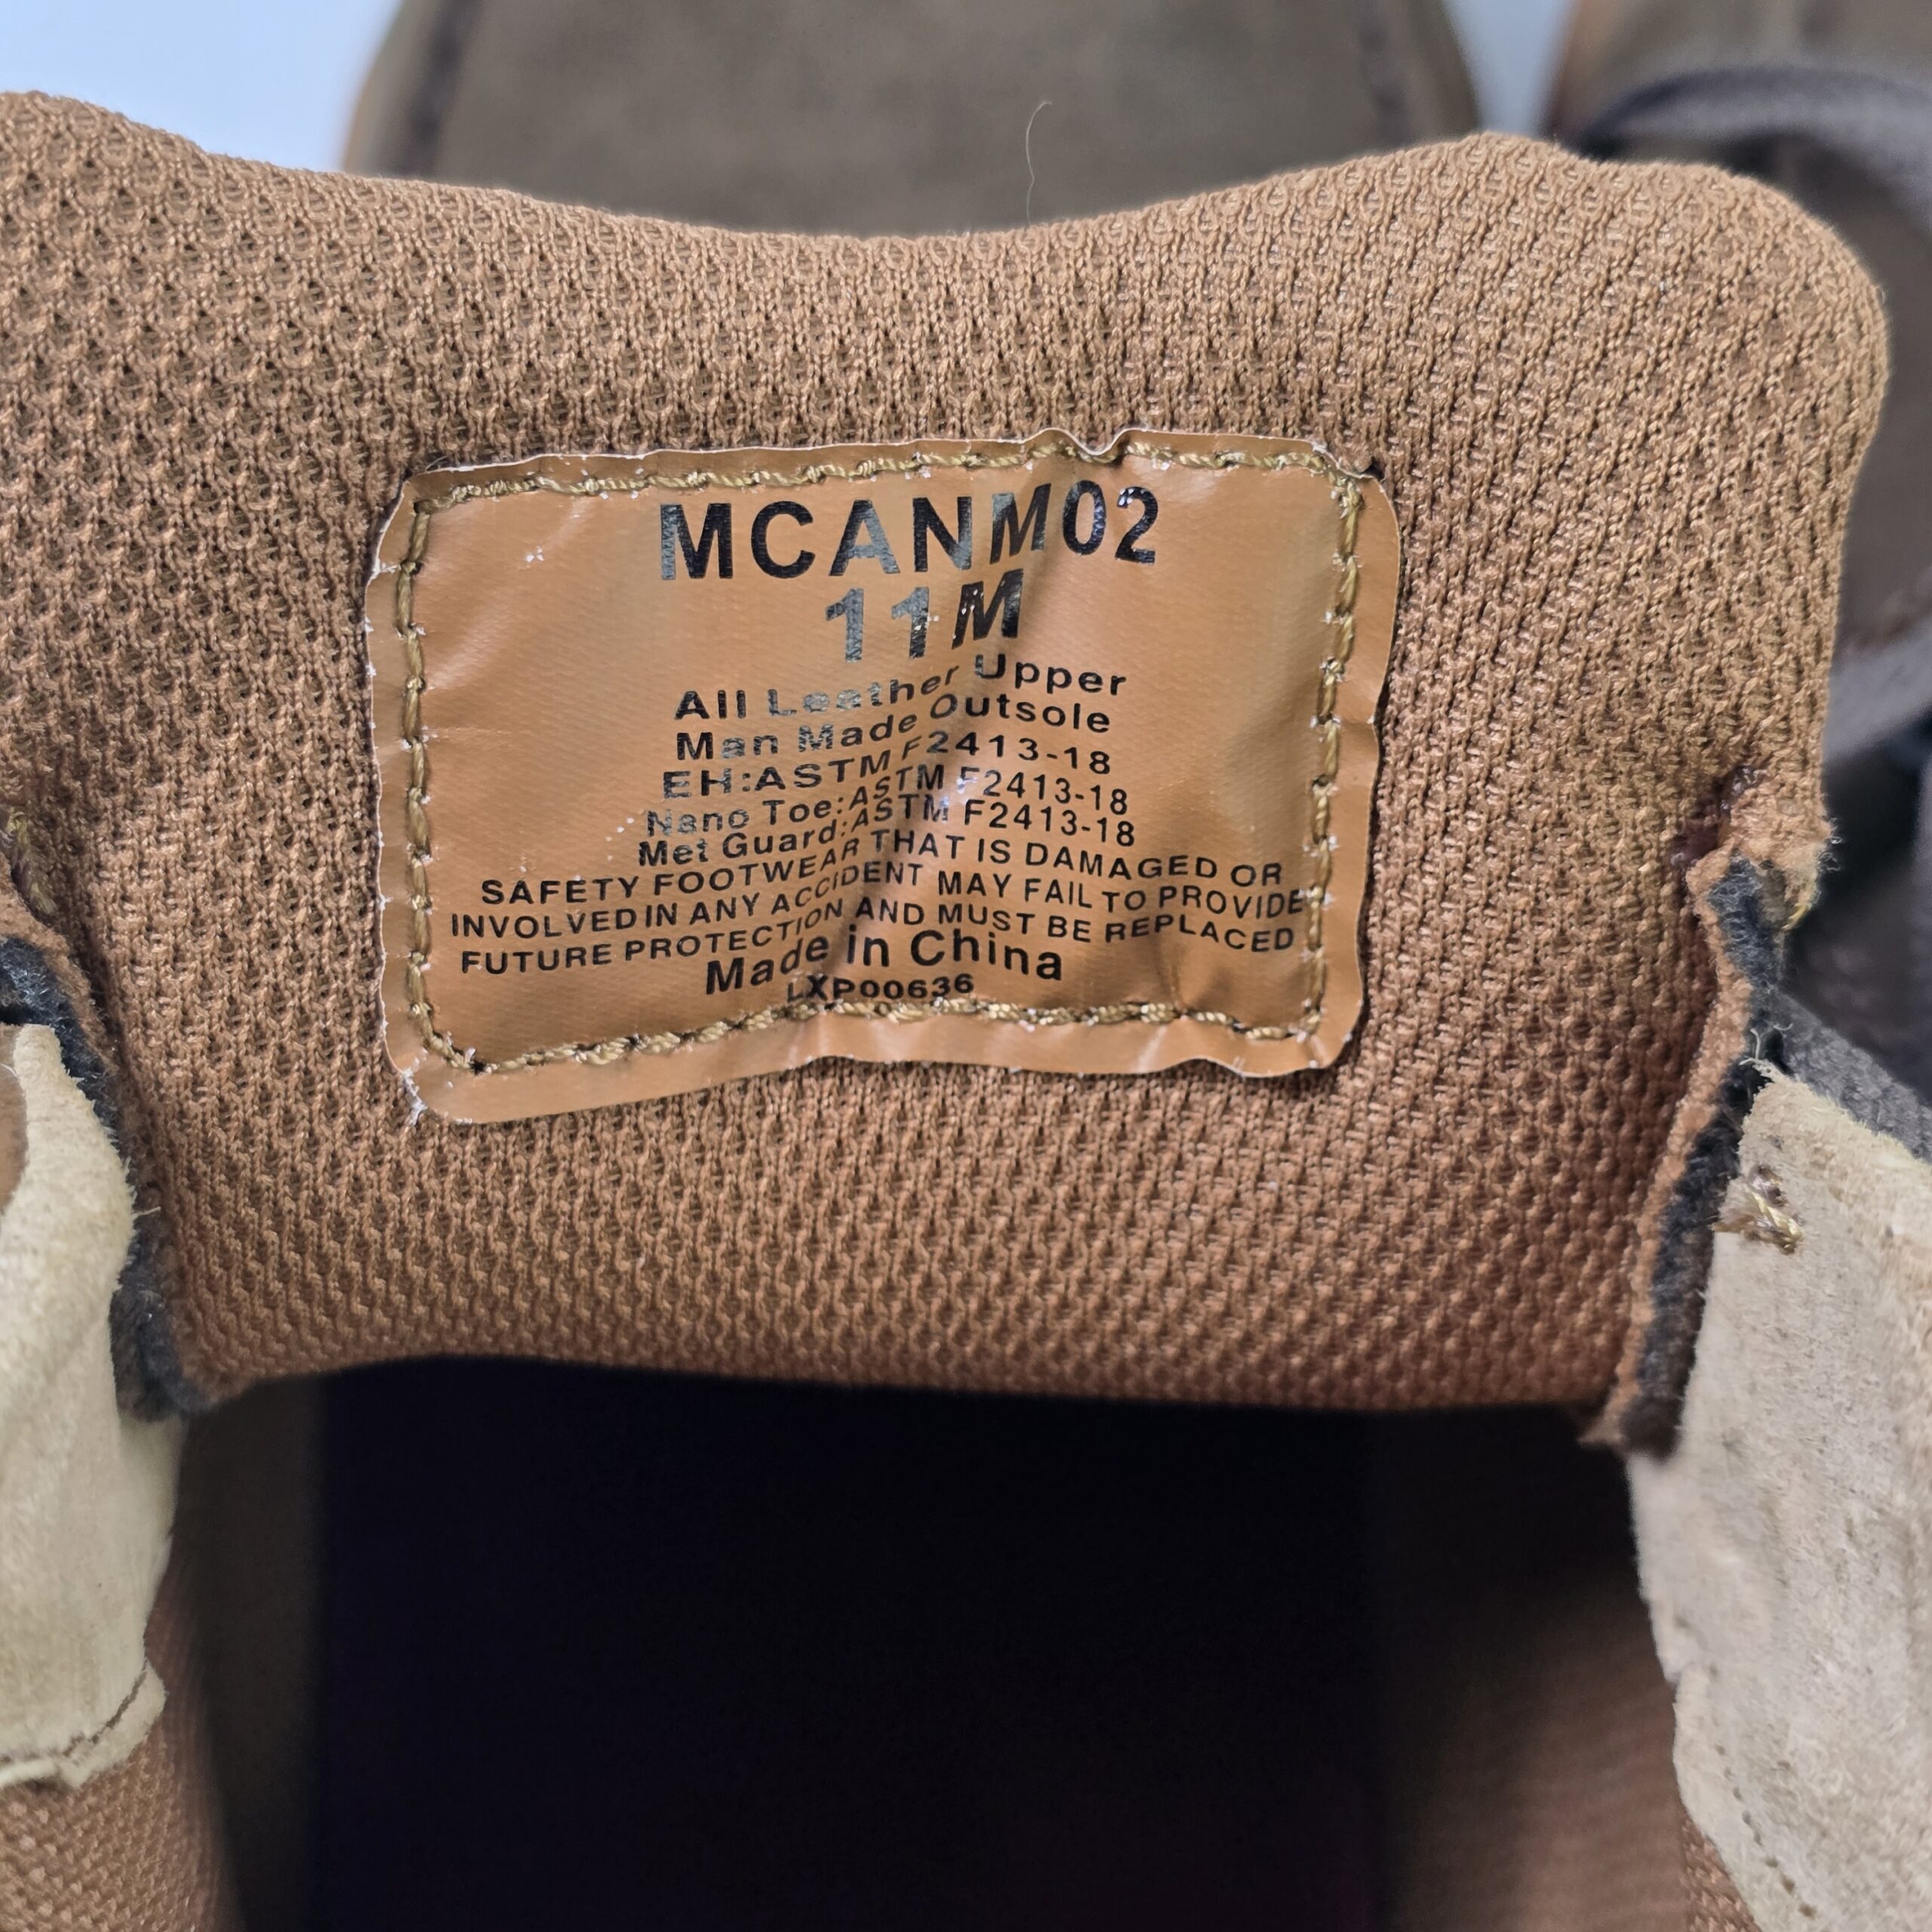 MCANM02
11M
All Leather Upper
Man Made Outsole
EH:ASTM F2413-18
Nano Toe:ASTM F2413-18
Met Guard:ASTM F2413-18
SAFETY FOOTWEAR THAT IS DAMAGED OR
INVOLVED IN ANY ACCIDENT MAY FAIL TO PROVIDE
FUTURE PROTECTION AND MUST BE REPLACED
Made in China
LXP00636